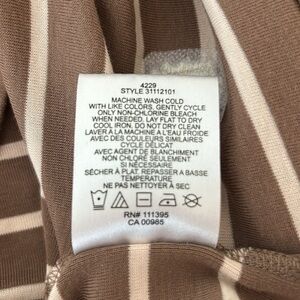 4229
STYLE 31112101
MACHINE WASH COLD
WITH LIKE COLORS, GENTLY CYCLE
ONLY NON-CHLORINE BLEACH
WHEN NEEDED, LAY FLAT TO DRY
COOL IRON. DO NOT DRY CLEAN
LAVER A LA MACHINE A L'EAU FROIDE
AVEC DES COULEURS SIMILAIRES
CYCLE DÉLICAT
AVEC AGENT DE BLANCHIMENT
NON CHLORE SEULEMENT
SI NÉCESSAIRE
SÉCHER À PLAT. REPASSER A BASSE
TEMPÉRATURE
NE PAS NETTOYER À SEC
RN# 111395
CA 00985